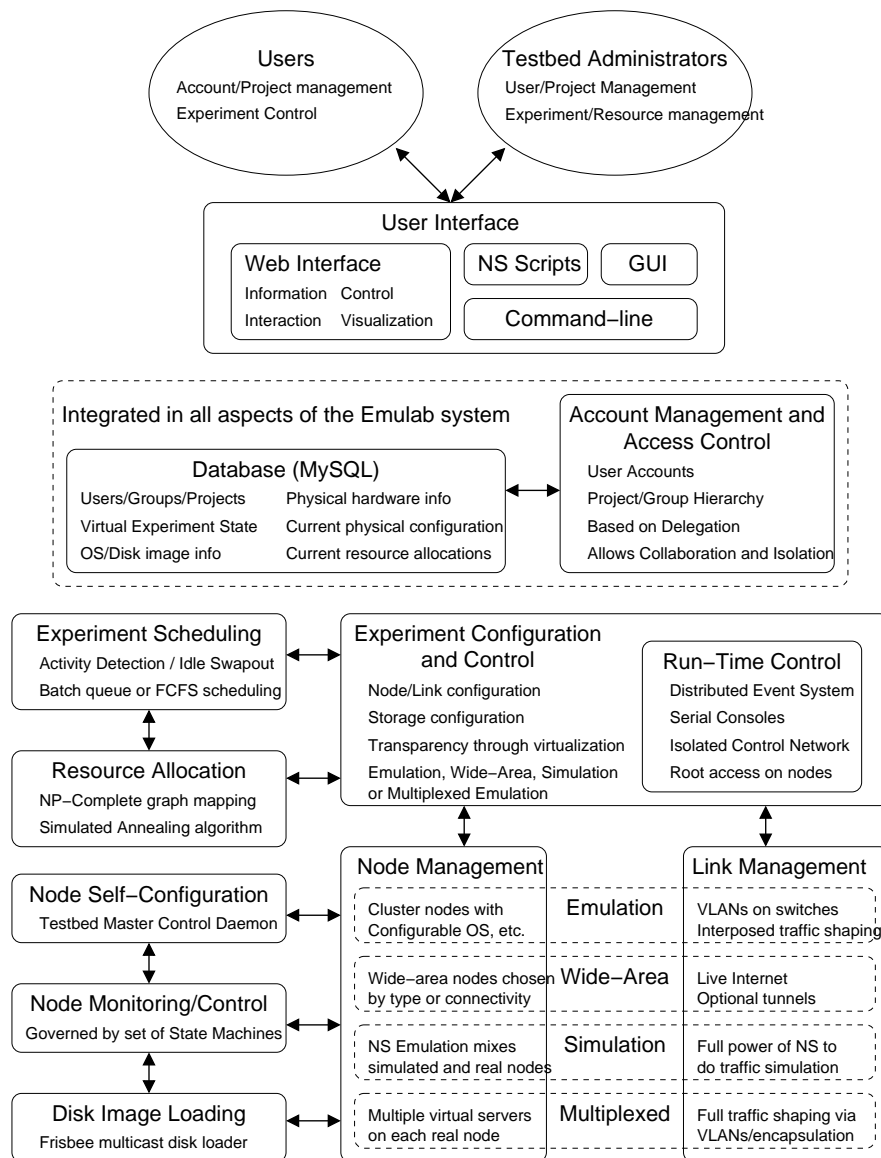 Users
Account/Project management
Experiment Control
Testbed Administrators
User/Project Management
Experiment/Resource management
User Interface
Web Interface
Information Control
Interaction Visualization
NS Scripts
GUI
Command−line
Integrated in all aspects of the Emulab system
Database (MySQL)
Users/Groups/Projects Physical hardware info
Virtual Experiment State Current physical configuration
OS/Disk image info Current resource allocations
Account Management and
Access Control
User Accounts
Project/Group Hierarchy
Based on Delegation
Allows Collaboration and Isolation
Experiment Scheduling
Activity Detection / Idle Swapout
Batch queue or FCFS scheduling
Resource Allocation
NP−Complete graph mapping
Simulated Annealing algorithm
Experiment Configuration
and Control
Node/Link configuration
Storage configuration
Transparency through virtualization
Emulation, Wide−Area, Simulation
or Multiplexed Emulation
Run−Time Control
Distributed Event System
Serial Consoles
Isolated Control Network
Root access on nodes
Node Self−Configuration
Testbed Master Control Daemon
Node Monitoring/Control
Governed by set of State Machines
Disk Image Loading
Frisbee multicast disk loader
Node Management
Link Management
Cluster nodes with
Configurable OS, etc.
Emulation
VLANs on switches
Interposed traffic shaping
Wide−area nodes chosen
by type or connectivity
Wide−Area
Live Internet
Optional tunnels
NS Emulation mixes
simulated and real nodes
Simulation
Full power of NS to
do traffic simulation
Multiple virtual servers
on each real node
Multiplexed
Full traffic shaping via
VLANs/encapsulation